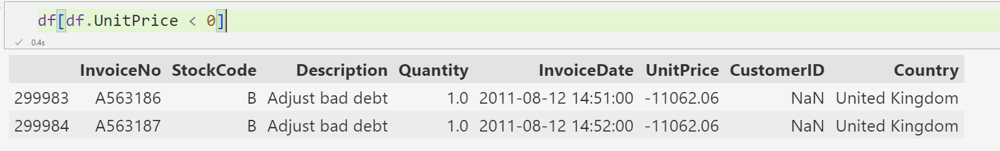 df[df.UnitPrice < 0]
0.4s
InvoiceNo StockCode Description Quantity InvoiceDate UnitPrice CustomerID Country
299983 A563186 B Adjust bad debt 1.0 2011-08-12 14:51:00 -11062.06 NaN United Kingdom
299984 A563187 B Adjust bad debt 1.0 2011-08-12 14:52:00 -11062.06 NaN United Kingdom